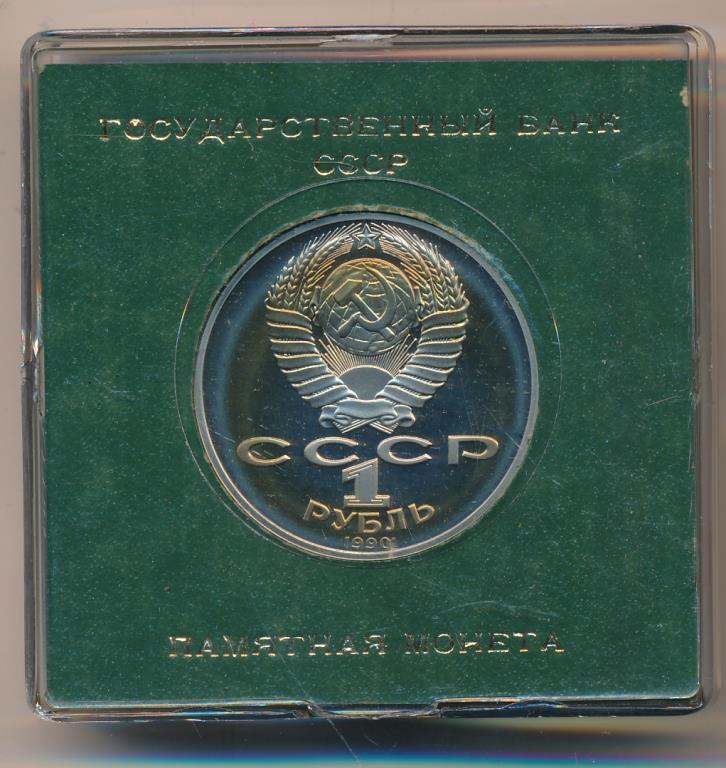 ГОСУДАРСТВЕННЫЙ БАНК
СССР
СССР
1
РУБЛЬ
1990
ПАМЯТНАЯ МОНЕТА